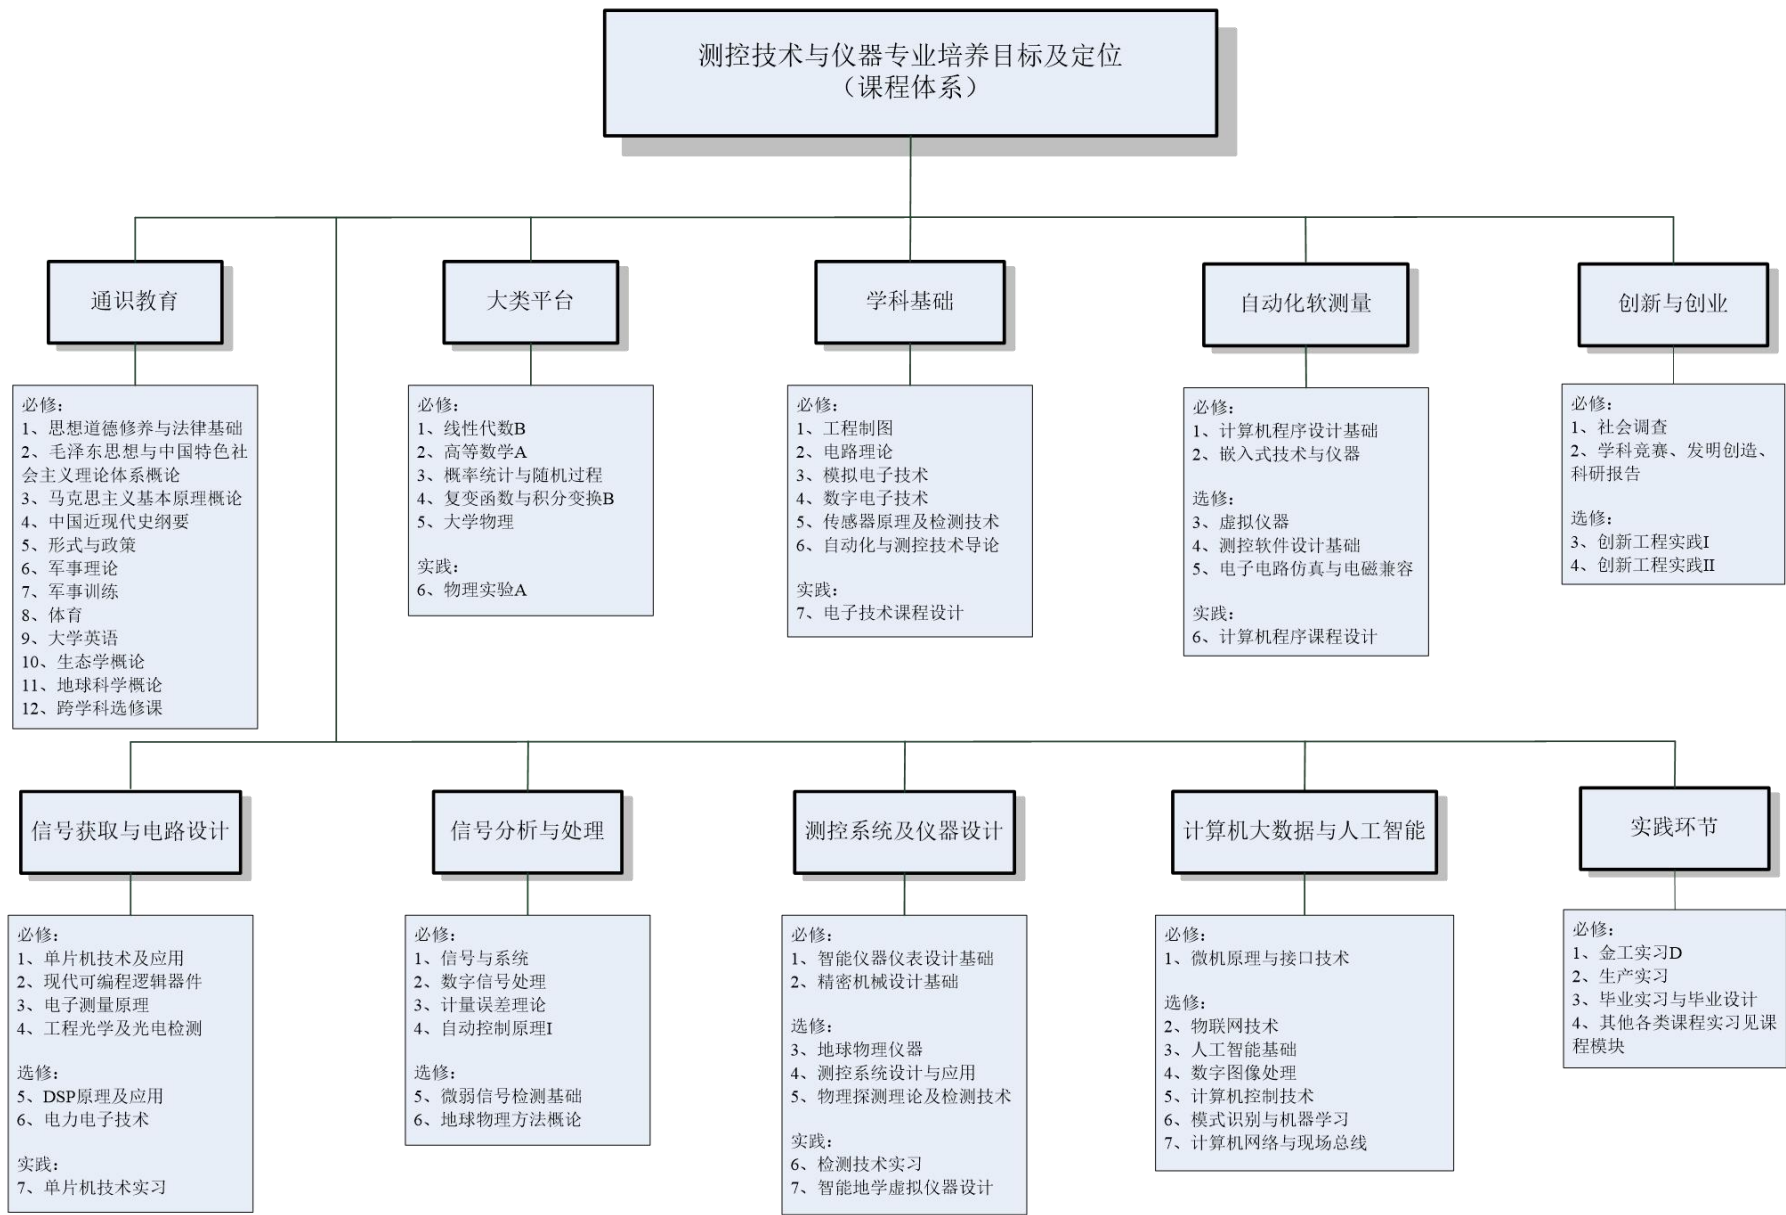 测控技术与仪器专业培养目标及定位
（课程体系）
通识教育
必修：
1、思想道德修养与法律基础
2、毛泽东思想与中国特色社
会主义理论体系概论
3、马克思主义基本原理概论
4、中国近现代史纲要
5、形式与政策
6、军事理论
7、军事训练
8、体育
9、大学英语
10、生态学概论
11、地球科学概论
12、跨学科选修课
大类平台
必修：
1、线性代数B
2、高等数学A
3、概率统计与随机过程
4、复变函数与积分变换B
5、大学物理
实践：
6、物理实验A
学科基础
必修：
1、工程制图
2、电路理论
3、模拟电子技术
4、数字电子技术
5、传感器原理及检测技术
6、自动化与测控技术导论
实践：
7、电子技术课程设计
自动化软测量
必修：
1、计算机程序设计基础
2、嵌入式技术与仪器
选修：
3、虚拟仪器
4、测控软件设计基础
5、电子电路仿真与电磁兼容
实践：
6、计算机程序课程设计
创新与创业
必修：
1、社会调查
2、学科竞赛、发明创造、
科研报告
选修：
3、创新工程实践I
4、创新工程实践II
信号获取与电路设计
必修：
1、单片机技术及应用
2、现代可编程逻辑器件
3、电子测量原理
4、工程光学及光电检测
选修：
5、DSP原理及应用
6、电力电子技术
实践：
7、单片机技术实习
信号分析与处理
必修：
1、信号与系统
2、数字信号处理
3、计量误差理论
4、自动控制原理I
选修：
5、微弱信号检测基础
6、地球物理方法概论
测控系统及仪器设计
必修：
1、智能仪器仪表设计基础
2、精密机械设计基础
选修：
3、地球物理仪器
4、测控系统设计与应用
5、物理探测理论及检测技术
实践：
6、检测技术实习
7、智能地学虚拟仪器设计
计算机大数据与人工智能
必修：
1、微机原理与接口技术
选修：
2、物联网技术
3、人工智能基础
4、数字图像处理
5、计算机控制技术
6、模式识别与机器学习
7、计算机网络与现场总线
实践环节
必修：
1、金工实习D
2、生产实习
3、毕业实习与毕业设计
4、其他各类课程实习见课
程模块